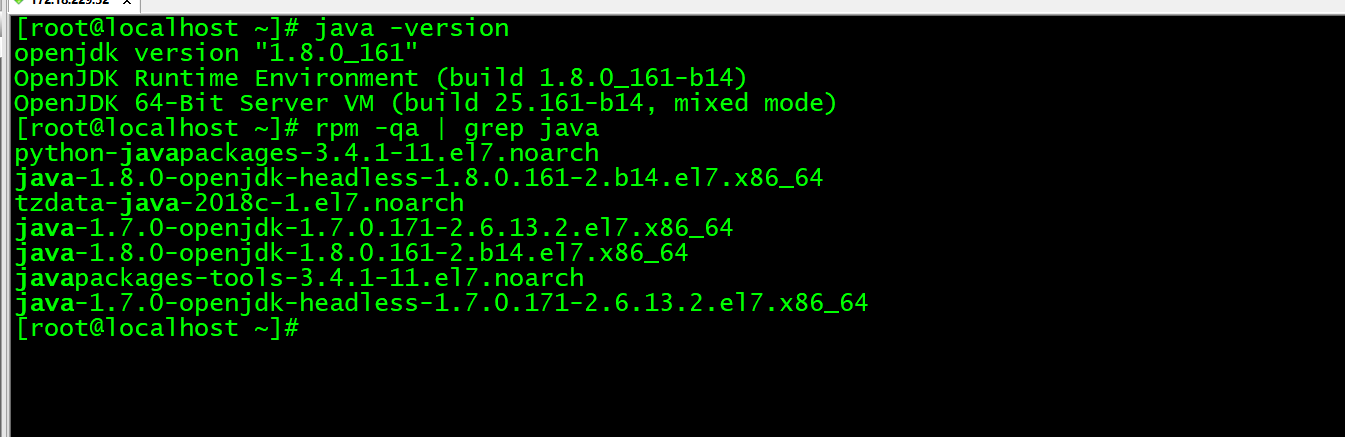 172.18.229.52
[root@localhost ~]# java -version
openjdk version "1.8.0_161"
OpenJDK Runtime Environment (build 1.8.0_161-b14)
OpenJDK 64-Bit Server VM (build 25.161-b14, mixed mode)
[root@localhost ~]# rpm -qa | grep java
python-javapackages-3.4.1-11.el7.noarch
java-1.8.0-openjdk-headless-1.8.0.161-2.b14.el7.x86_64
tzdata-java-2018c-1.el7.noarch
java-1.7.0-openjdk-1.7.0.171-2.6.13.2.el7.x86_64
java-1.8.0-openjdk-1.8.0.161-2.b14.el7.x86_64
javapackages-tools-3.4.1-11.el7.noarch
java-1.7.0-openjdk-headless-1.7.0.171-2.6.13.2.el7.x86_64
[root@localhost ~]#